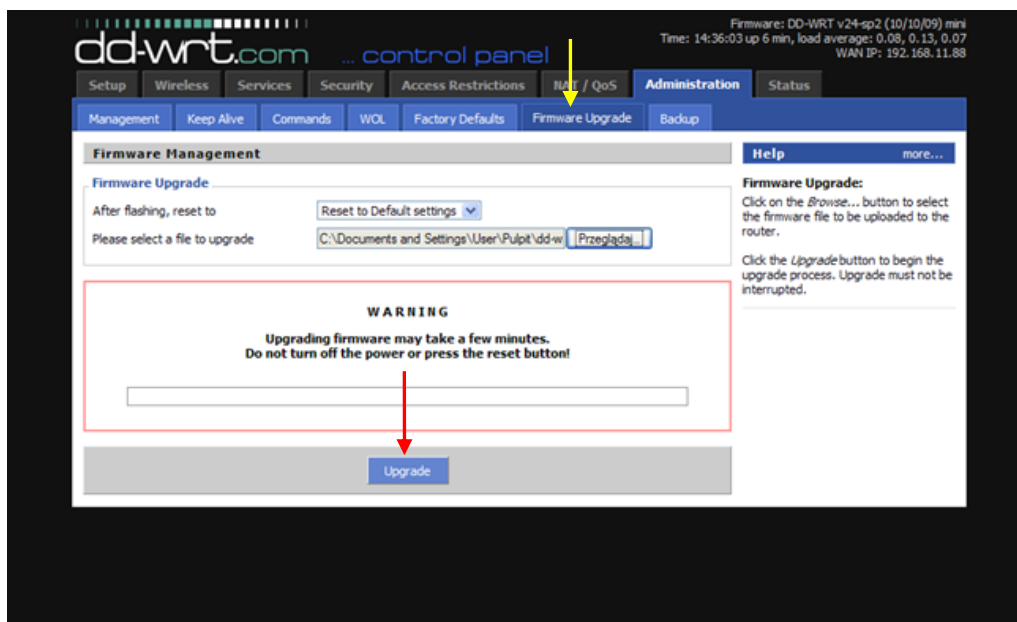 Firmware: DD-WRT v24-sp2 (10/10/09) mini
Time: 14:36:03 up 6 min, load average: 0.08, 0.13, 0.07
WAN IP: 192.168.11.88
dd-wrt.com ... control panel
Setup Wireless Services Security Access Restrictions NAT / QoS Administration Status
Management Keep Alive Commands WOL Factory Defaults Firmware Upgrade Backup
Firmware Management
Firmware Upgrade
After flashing, reset to Reset to Default settings
Please select a file to upgrade C:\Documents and Settings\User\Pulpit\dd-w Przeglądaj...
WARNING
Upgrading firmware may take a few minutes.
Do not turn off the power or press the reset button!
Upgrade
Help more...
Firmware Upgrade:
Click on the Browse... button to select
the firmware file to be uploaded to the
router.
Click the Upgrade button to begin the
upgrade process. Upgrade must not be
interrupted.